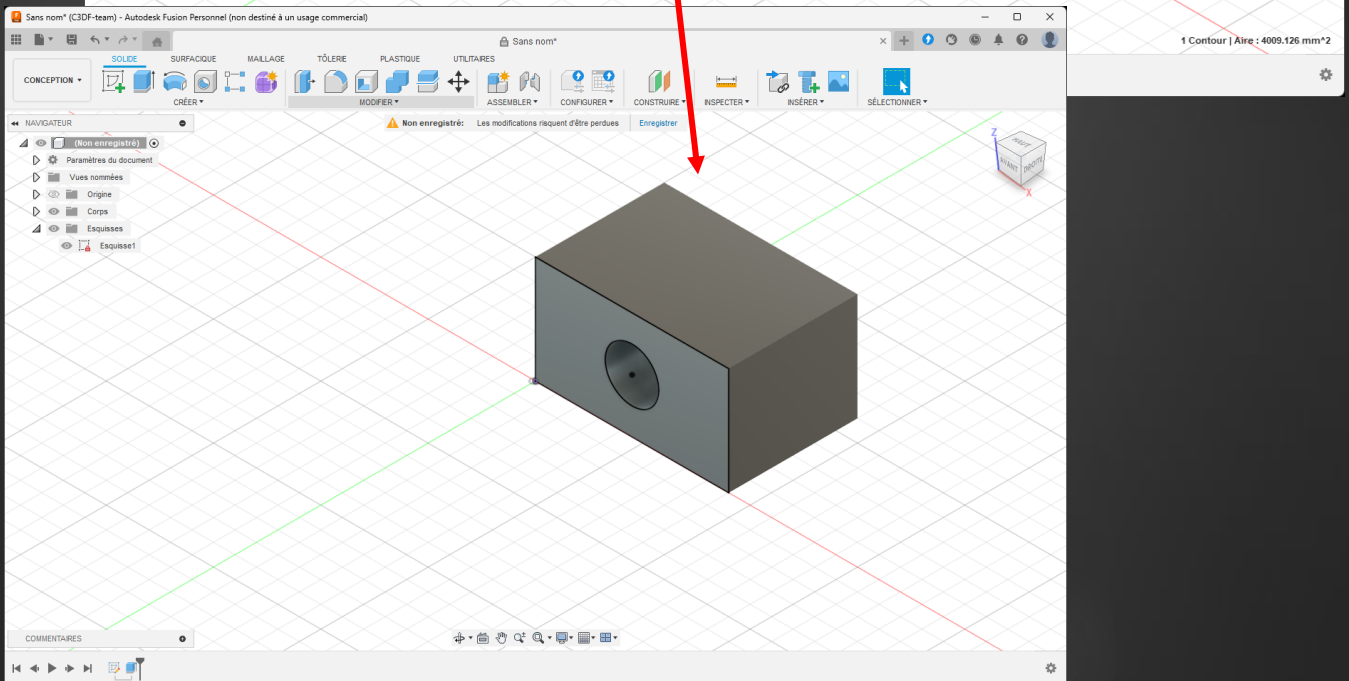 Sans nom* (C3DF-team) - Autodesk Fusion Personnel (non destiné à un usage commercial)
Sans nom*
1 Contour | Aire : 4009.126 mm^2
SOLIDE SURFACIQUE MAILLAGE TÔLERIE PLASTIQUE UTILITAIRES
CONCEPTION
CRÉER MODIFIER ASSEMBLER CONFIGURER CONSTRUIRE INSPECTER INSÉRER SÉLECTIONNER
NAVIGATEUR
Non enregistré: Les modifications risquent d'être perdues Enregistrer
(Non enregistré)
Paramètres du document
Vues nommées
Origine
Corps
Esquisses
Esquisse1
Z
HAUT
AVANT DROITE
X
COMMENTAIRES